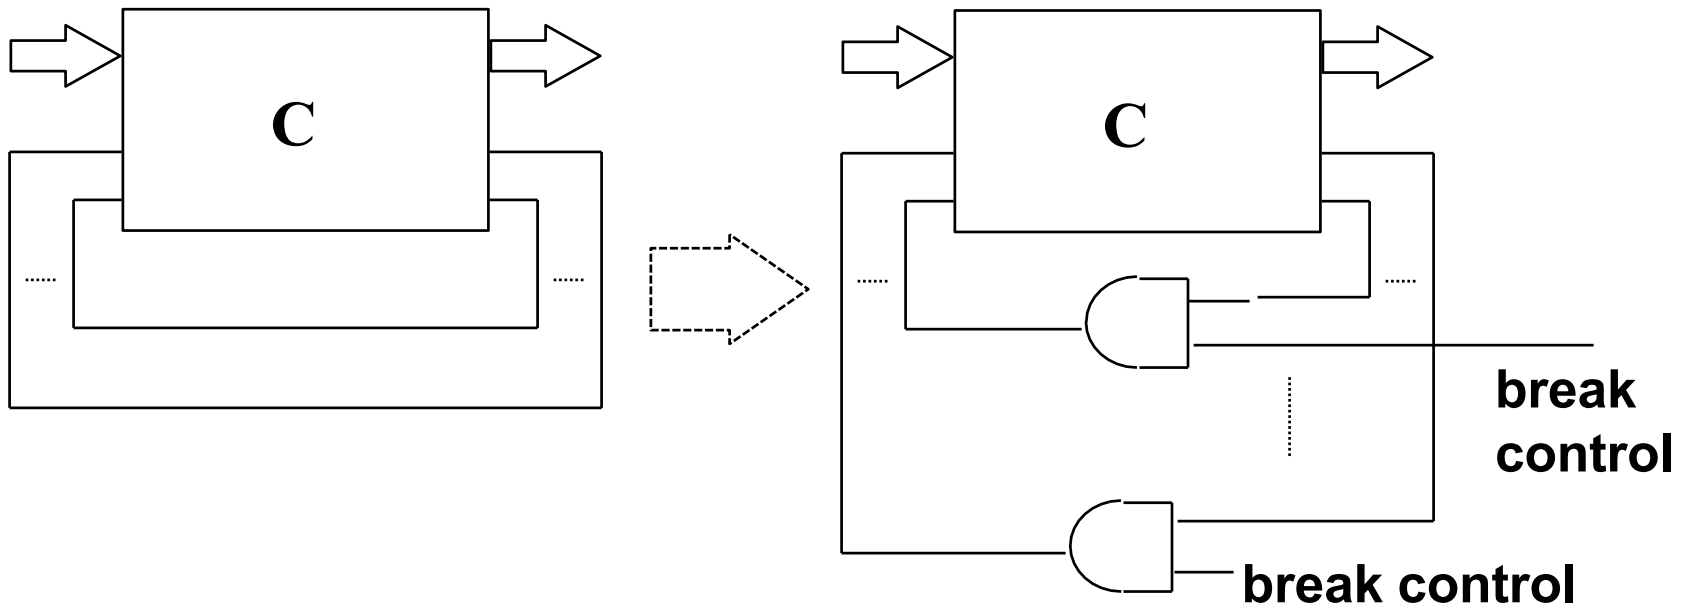 C
C
break
control
break control